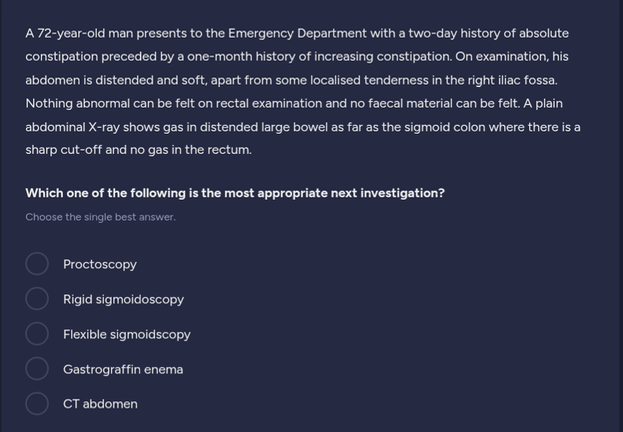 A 72-year-old man presents to the Emergency Department with a two-day history of absolute
constipation preceded by a one-month history of increasing constipation. On examination, his
abdomen is distended and soft, apart from some localised tenderness in the right iliac fossa.
Nothing abnormal can be felt on rectal examination and no faecal material can be felt. A plain
abdominal X-ray shows gas in distended large bowel as far as the sigmoid colon where there is a
sharp cut-off and no gas in the rectum.
Which one of the following is the most appropriate next investigation?
Choose the single best answer.
Proctoscopy
Rigid sigmoidoscopy
Flexible sigmoidscopy
Gastrograffin enema
CT abdomen